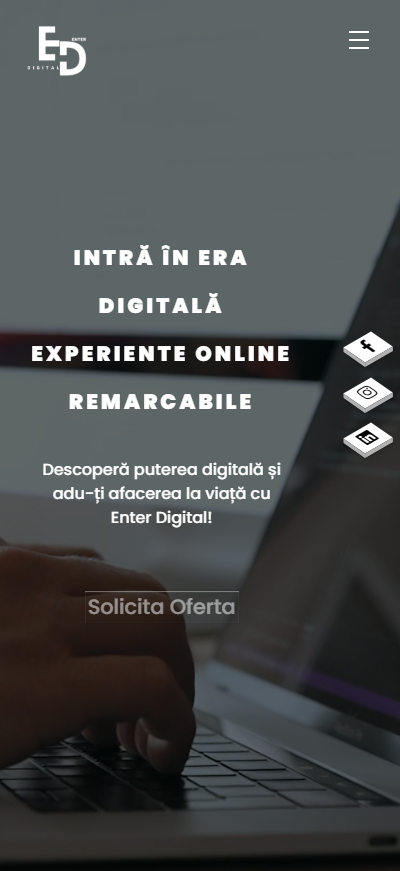 ED
ENTER
DIGITAL
INTRĂ ÎN ERA
DIGITALĂ
EXPERIENTE ONLINE
REMARCABILE
Descoperă puterea digitală și
adu-ți afacerea la viață cu
Enter Digital!
Solicita Oferta